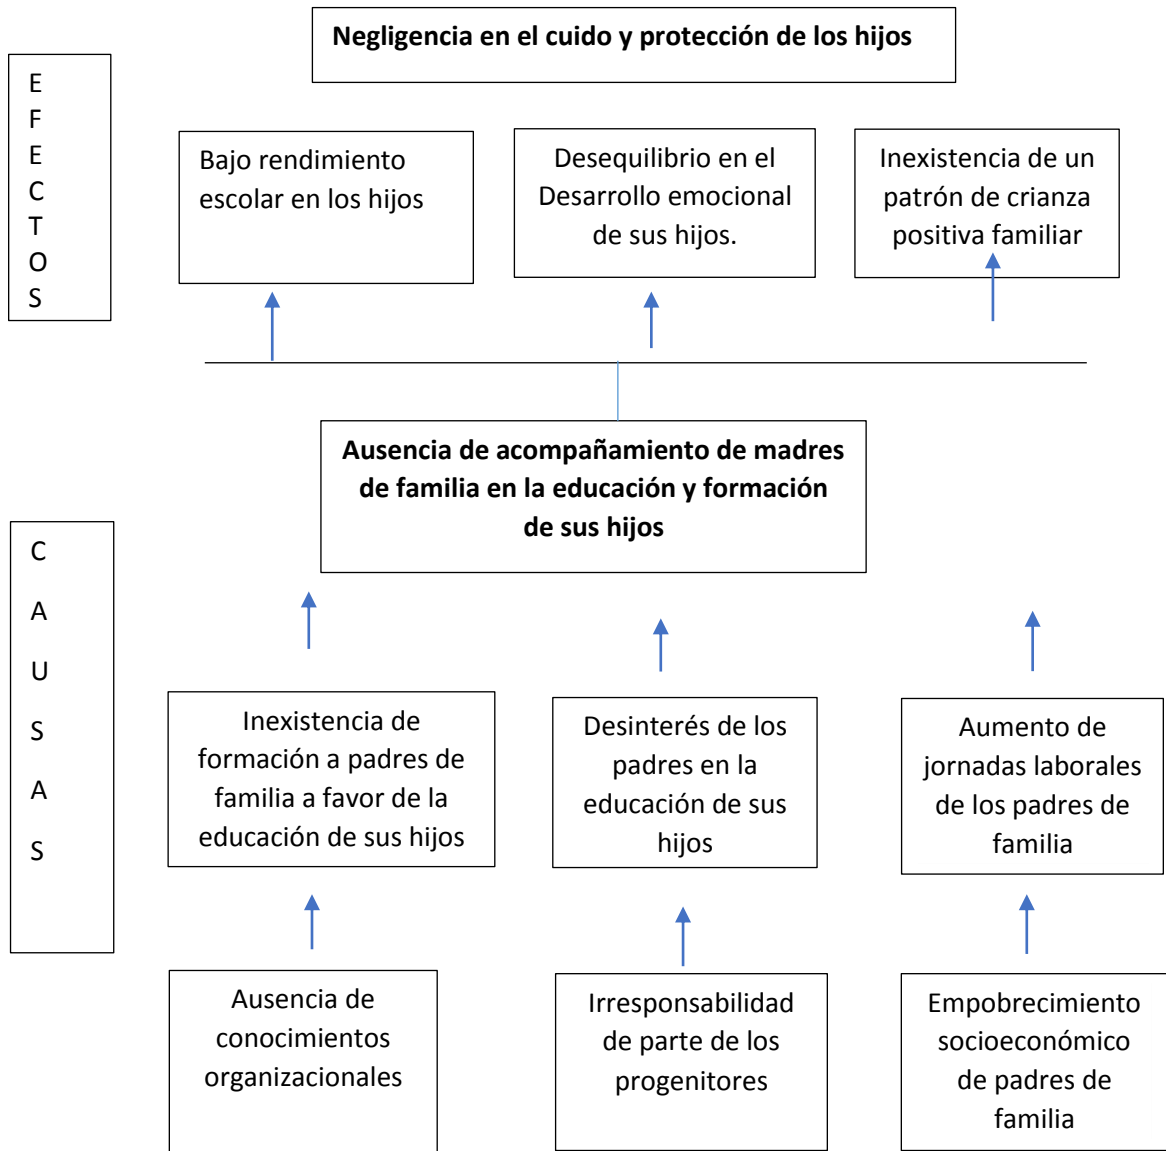 Negligencia en el cuido y protección de los hijos
E
F
E
C
T
O
S
Bajo rendimiento
escolar en los hijos
Desequilibrio en el
Desarrollo emocional
de sus hijos.
Inexistencia de un
patrón de crianza
positiva familiar
Ausencia de acompañamiento de madres
de familia en la educación y formación
de sus hijos
C
A
U
S
A
S
Inexistencia de
formación a padres de
familia a favor de la
educación de sus hijos
Desinterés de los
padres en la
educación de sus
hijos
Aumento de
jornadas laborales
de los padres de
familia
Ausencia de
conocimientos
organizacionales
Irresponsabilidad
de parte de los
progenitores
Empobrecimiento
socioeconómico
de padres de
familia